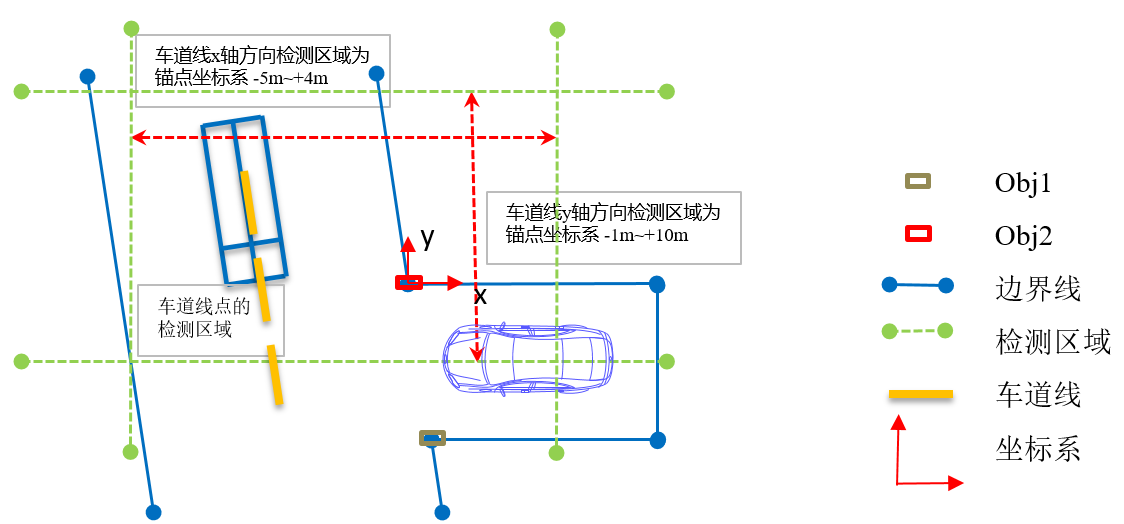 车道线x轴方向检测区域为
锚点坐标系 -5m~+4m
车道线y轴方向检测区域为
锚点坐标系 -1m~+10m
y
x
车道线点的
检测区域
Obj1
Obj2
边界线
检测区域
车道线
坐标系